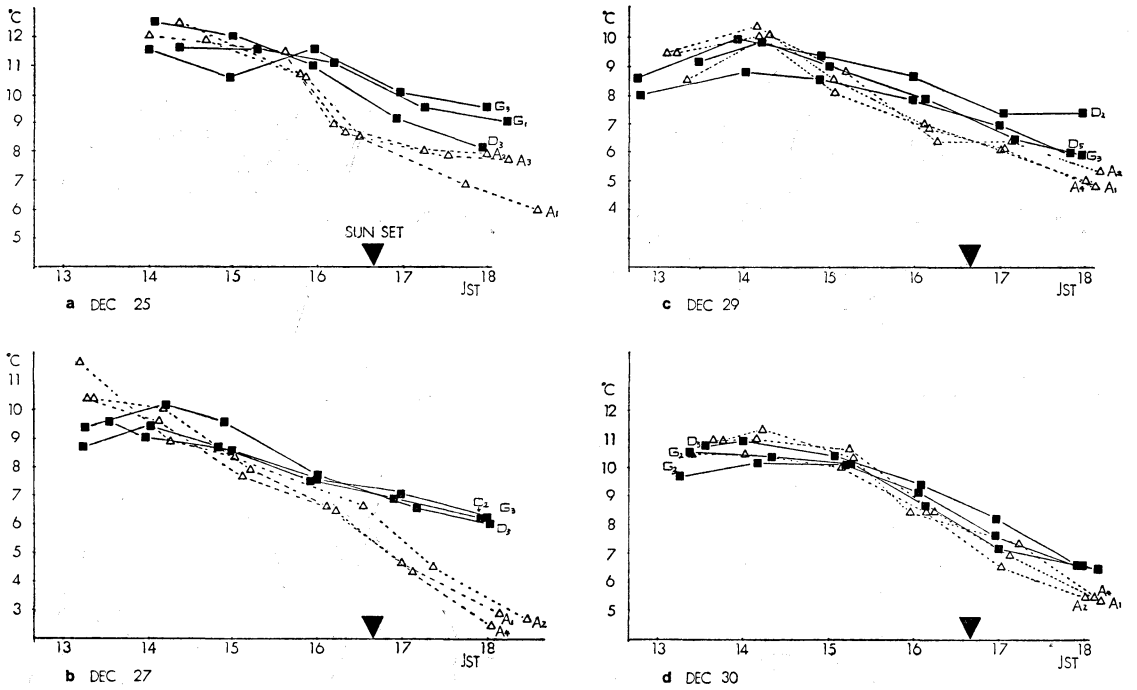 °C
12
11
10
9
8
7
6
5
G3
G1
D3
A2
A3
A1
SUN SET
13 14 15 16 17 18
JST
a DEC 25
°C
10
9
8
7
6
5
4
D2
D5
G3
A2
A4 A1
13 14 15 16 17 18
JST
c DEC 29
°C
11
10
9
8
7
6
5
4
3
G3
D3
A1
A4
A2
13 14 15 16 17 18
JST
b DEC 27
°C
12
11
10
9
8
7
6
5
D3
G2
A4
A2 A1
13 14 15 16 17 18
JST
d DEC 30